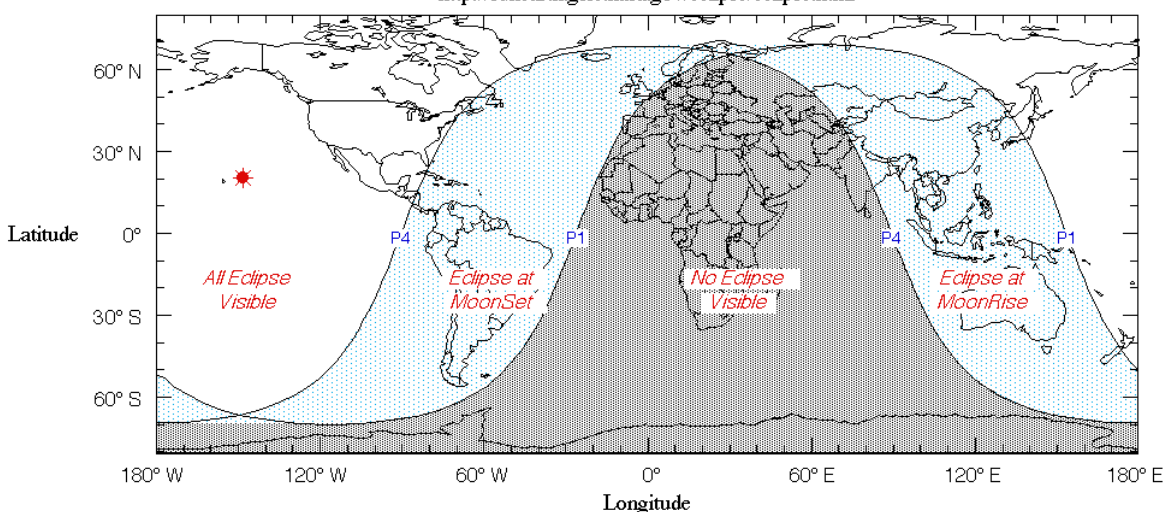 60° N
30° N
Latitude
0°
30° S
60° S
P4
P1
P4
P1
All Eclipse
Visible
Eclipse at
MoonSet
No Eclipse
Visible
Eclipse at
MoonRise
180° W
120° W
60° W
0°
60° E
120° E
180° E
Longitude